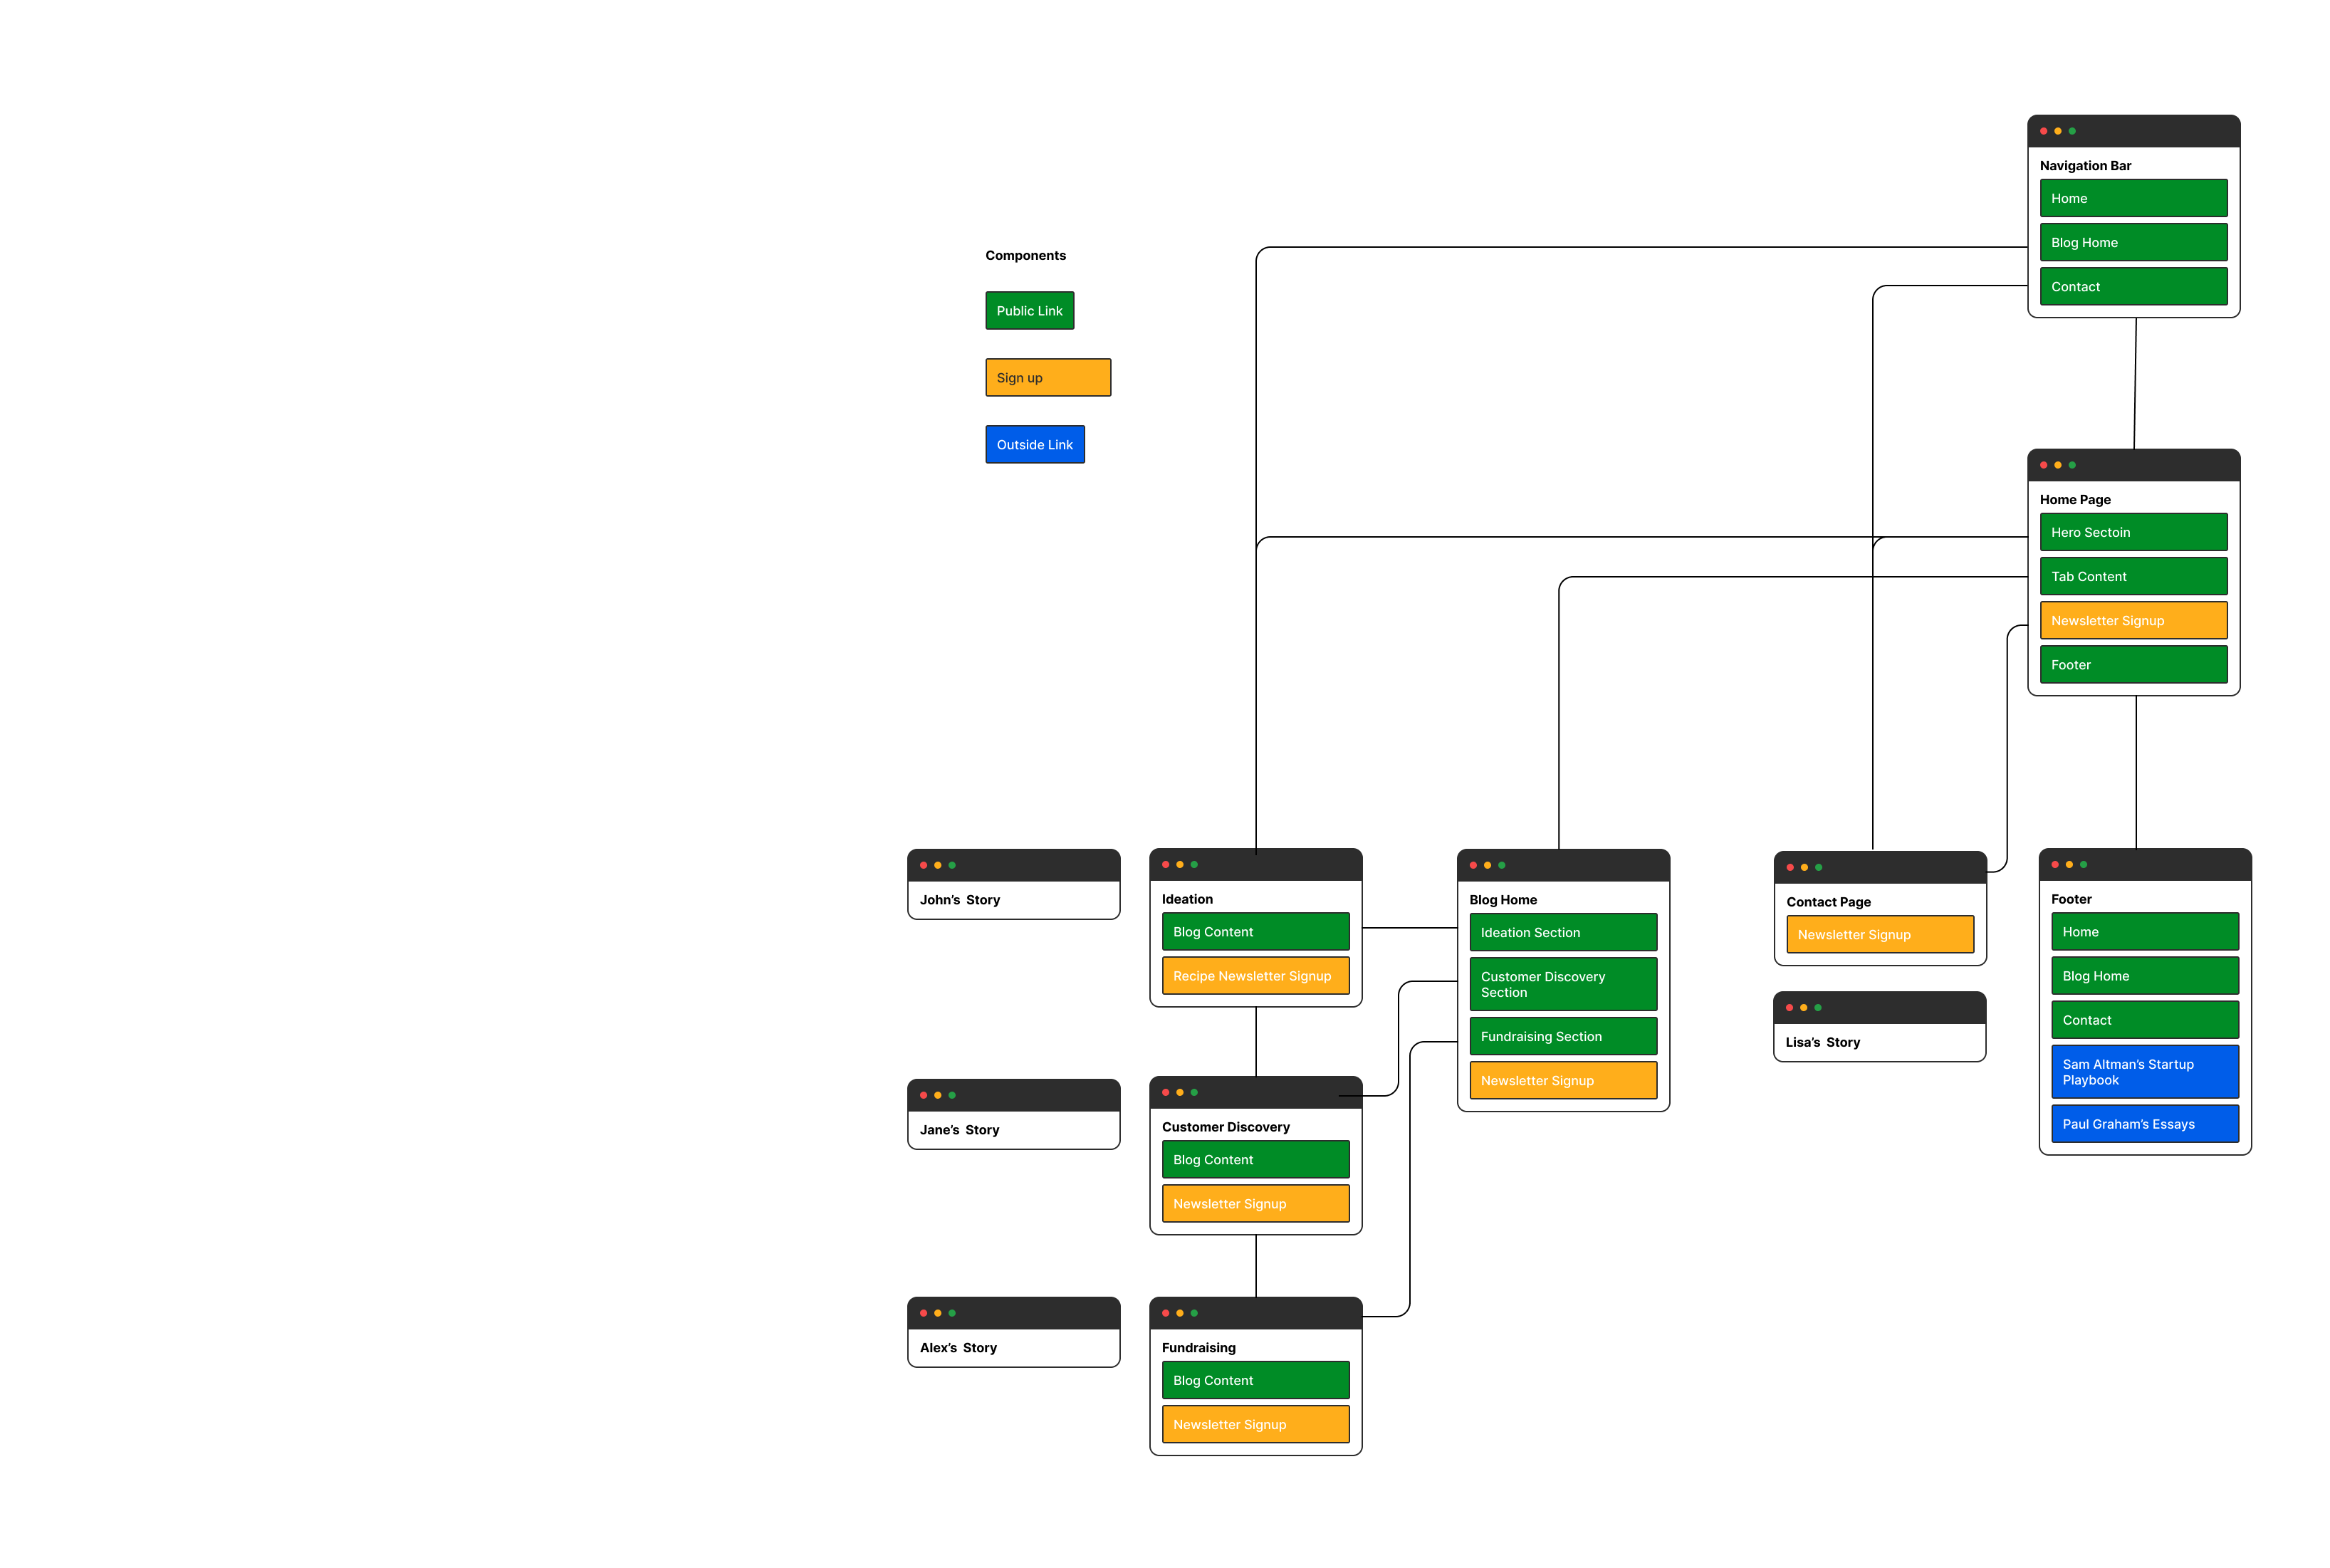 Navigation Bar
Home
Blog Home
Contact
Components
Public Link
Sign up
Outside Link
Home Page
Hero Sectoin
Tab Content
Newsletter Signup
Footer
John’s Story
Ideation
Blog Content
Recipe Newsletter Signup
Blog Home
Ideation Section
Customer Discovery
Section
Fundraising Section
Newsletter Signup
Contact Page
Newsletter Signup
Lisa’s Story
Footer
Home
Blog Home
Contact
Sam Altman’s Startup
Playbook
Paul Graham’s Essays
Jane’s Story
Customer Discovery
Blog Content
Newsletter Signup
Alex’s Story
Fundraising
Blog Content
Newsletter Signup